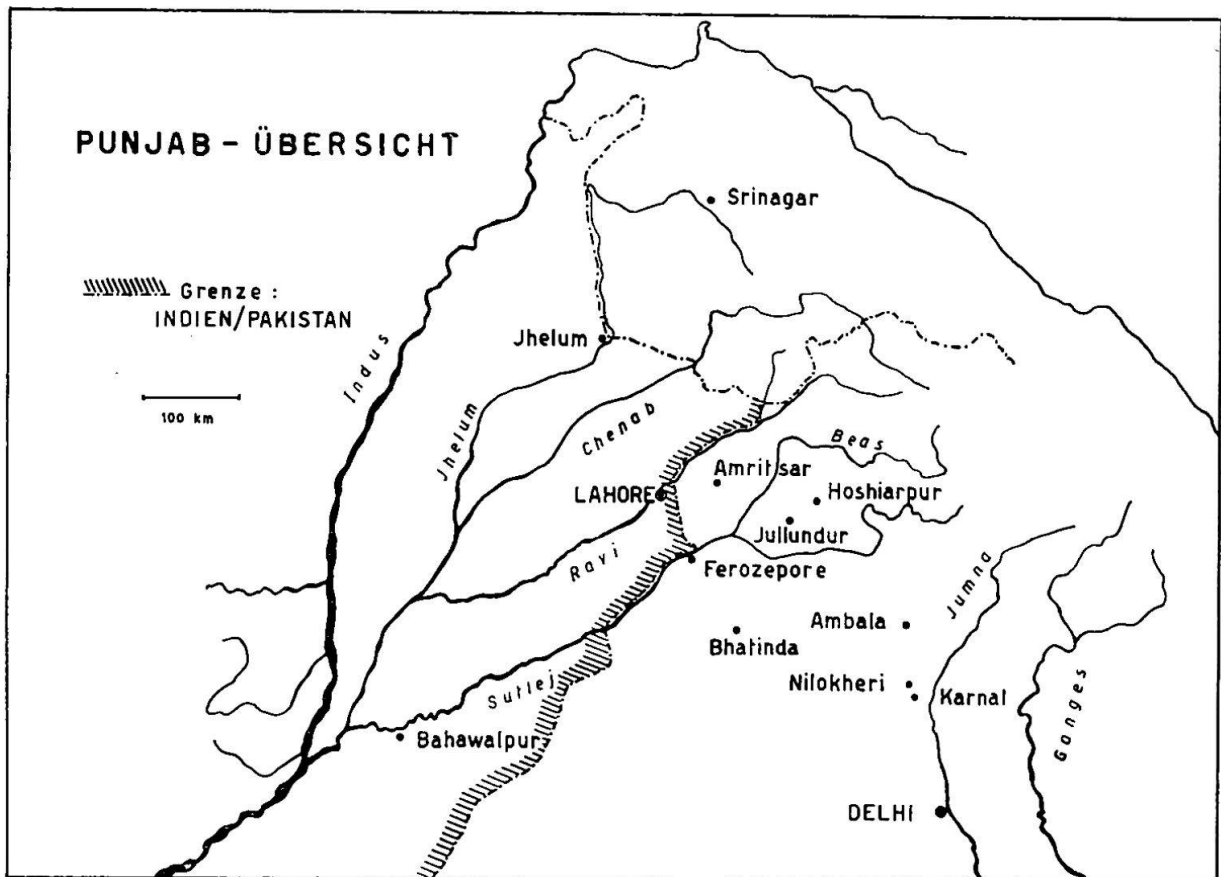 PUNJAB - ÜBERSICHT
Srinagar
Grenze :
INDIEN/PAKISTAN
Jhelum
Indus
100 km
Jhelum
Chenab
Beas
Amritsar
Hoshiarpur
LAHORE
Jullundur
Ravi
Ferozepore
Jumna
Ambala
Bhatinda
Nilokheri
Karnal
Sutlej
Ganges
Bahawalpur
DELHI